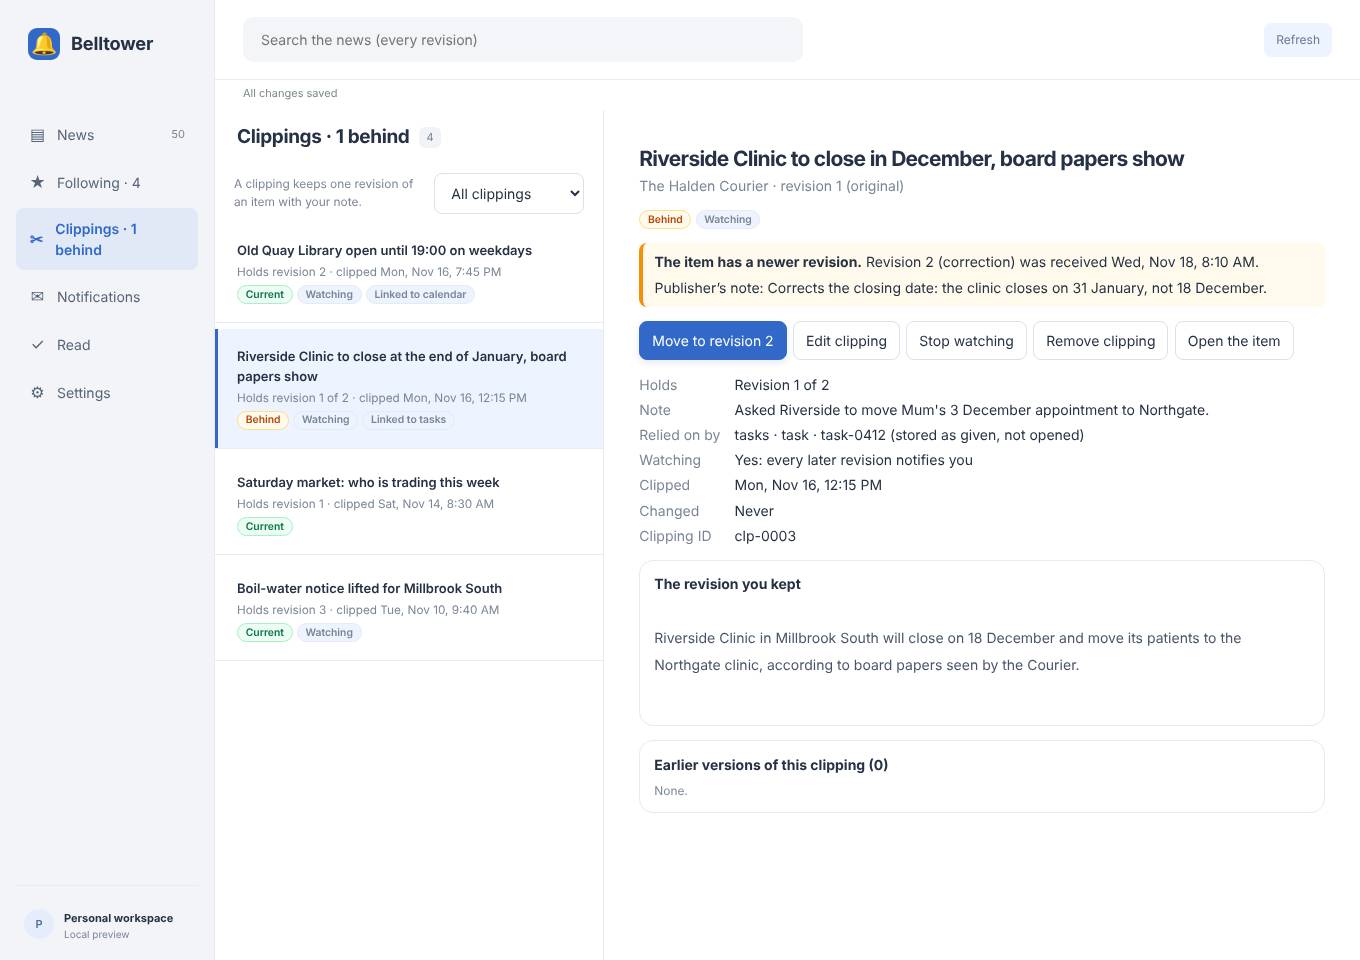 🔔 Belltower
Search the news (every revision)
Refresh
All changes saved
▤ News 50
★ Following · 4
✂ Clippings · 1
behind
✉ Notifications
✓ Read
⚙ Settings
P
Personal workspace
Local preview
Clippings · 1 behind 4
A clipping keeps one revision of
an item with your note.
All clippings
Old Quay Library open until 19:00 on weekdays
Holds revision 2 · clipped Mon, Nov 16, 7:45 PM
Current Watching Linked to calendar
Riverside Clinic to close at the end of January, board
papers show
Holds revision 1 of 2 · clipped Mon, Nov 16, 12:15 PM
Behind Watching Linked to tasks
Saturday market: who is trading this week
Holds revision 1 · clipped Sat, Nov 14, 8:30 AM
Current
Boil-water notice lifted for Millbrook South
Holds revision 3 · clipped Tue, Nov 10, 9:40 AM
Current Watching
Riverside Clinic to close in December, board papers show
The Halden Courier · revision 1 (original)
Behind Watching
The item has a newer revision. Revision 2 (correction) was received Wed, Nov 18, 8:10 AM.
Publisher’s note: Corrects the closing date: the clinic closes on 31 January, not 18 December.
Move to revision 2 Edit clipping Stop watching Remove clipping Open the item
Holds Revision 1 of 2
Note Asked Riverside to move Mum's 3 December appointment to Northgate.
Relied on by tasks · task · task-0412 (stored as given, not opened)
Watching Yes: every later revision notifies you
Clipped Mon, Nov 16, 12:15 PM
Changed Never
Clipping ID clp-0003
The revision you kept
Riverside Clinic in Millbrook South will close on 18 December and move its patients to the
Northgate clinic, according to board papers seen by the Courier.
Earlier versions of this clipping (0)
None.